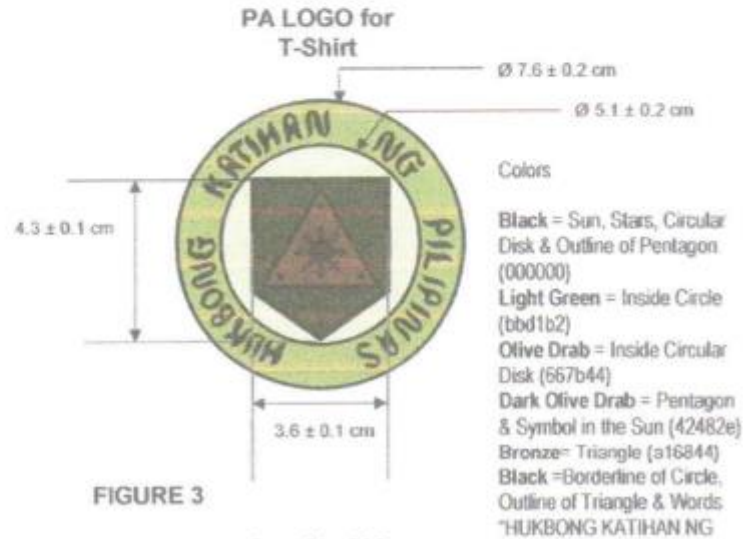 PA LOGO for
T-Shirt
Ø 7.6 ± 0.2 cm
Ø 5.1 ± 0.2 cm
HUKBONG KATIHAN NG PILIPINAS
4.3 ± 0.1 cm
3.6 ± 0.1 cm
Colors
Black = Sun, Stars, Circular
Disk & Outline of Pentagon
(000000)
Light Green = Inside Circle
(bbd1b2)
Olive Drab = Inside Circular
Disk (667b44)
Dark Olive Drab = Pentagon
& Symbol in the Sun (42482e)
Bronze= Triangle (a16844)
Black =Borderline of Circle,
Outline of Triangle & Words
"HUKBONG KATIHAN NG
FIGURE 3